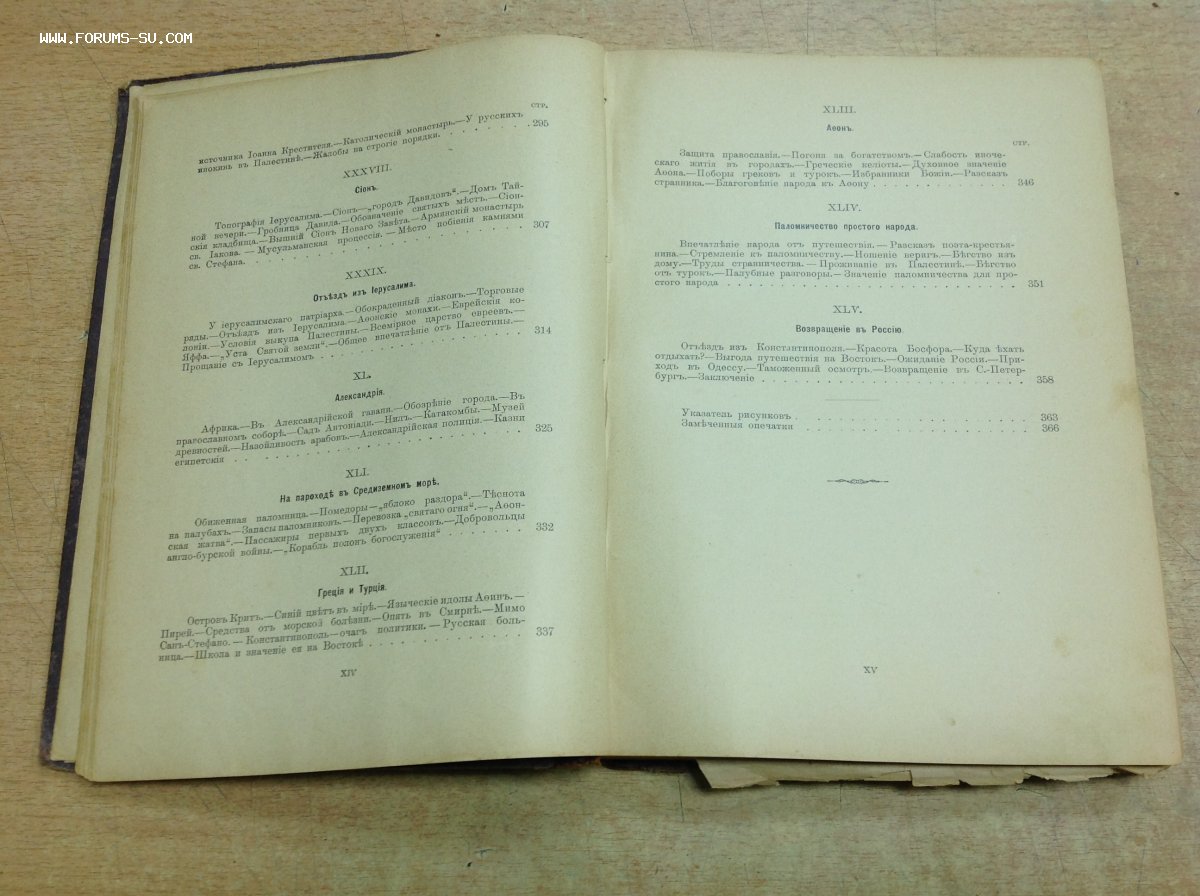 WWW.FORUMS-SU.COM
СТР.
источника Іоанна Крестителя.—Католическій монастырь.—У русскихъ
инокинь въ Палестинѣ.—Жалобы на строгіе порядки. . . . . . . . 295
XXXVIII.
Сіонъ.
Топографія Іерусалима.—Сіонъ—„городъ Давидовъ“.—Домъ Тай-
ной вечери.—Гробница Давида.—Обозначеніе святыхъ мѣстъ.—Сіон-
скія кладбища.—Вышній Сіонъ Новаго Завѣта.—Армянскій монастырь
св. Іакова. — Мусульманская процессія. — Мѣсто побіенія камнями
св. Стефана. . . . . . . . . . . . . . . . . . . 307
XXXIX.
Отъѣздъ изъ Іерусалима.
У іерусалимскаго патріарха.—Обокраденный діаконъ.—Торговые
ряды.—Отъѣздъ изъ Іерусалима.—Аѳонскіе монахи.—Еврейскія ко-
лоніи.—Условія выкупа Палестины.—Всемірное царство евреевъ.—
Яффа.—„Уста Святой земли“.—Общее впечатлѣніе отъ Палестины.—
Прощаніе съ Іерусалимомъ . . . . . . . . . . . . . . . 314
XL.
Александрія.
Африка.—Въ Александрійской гавани.—Обозрѣніе города.—Въ
православномъ соборѣ.—Садъ Антоніади.—Нилъ.—Катакомбы.—Музей
древностей.—Навойливость арабовъ.—Александрійская полиція.—Казни
египетскія . . . . . . . . . . . . . . . . . . 325
XLI.
На пароходѣ въ Средиземномъ морѣ.
Обиженная паломница.—Помедоры—„яблоко раздора“.—Тѣснота
на палубахъ.—Запасы паломниковъ.—Перевозка „святаго огня“.—„Аѳон-
ская жатва“.—Пассажиры первыхъ двухъ классовъ.—Добровольцы
англо-бурской войны.—„Корабль полонъ богослуженія“ . . . . . . . 332
XLII.
Греція и Турція.
Островъ Критъ.—Синій цвѣтъ въ мірѣ.—Языческіе идолы Аѳинъ.—
Пирей.—Средства отъ морской болѣзни.—Опять въ Смирнѣ.—Мимо
Санъ-Стефано. — Константинополь—очагъ политики. — Русская боль-
ница.—Школа и значеніе ея на Востокѣ . . . . . . . . . . . 337
XIV
XLIII.
Аѳонъ.
СТР.
Защита православія.—Погоня за богатствомъ.—Слабость иноче-
скаго житія въ городахъ.—Греческіе келіоты.—Духовное значеніе
Аѳона.—Поборы грековъ и турокъ.—Избранники Божіи.—Разсказъ
странника.—Благоговѣніе народа къ Аѳону . . . . . . . . . . . . 346
XLIV.
Паломничество простого народа.
Впечатлѣніе народа отъ путешествія. — Разсказъ поэта-крестья-
нина.—Стремленіе къ паломничеству.—Ношеніе веригъ.—Бѣгство изъ
дому.—Труды странничества. — Проживаніе въ Палестинѣ.—Бѣгство
отъ турокъ.—Палубные разговоры.—Значеніе паломничества для про-
стого народа . . . . . . . . . . . . . . . . . . . . . . . . 351
XLV.
Возвращеніе въ Россію.
Отъѣздъ изъ Константинополя.—Красота Босфора.—Куда ѣхать
отдыхать?—Выгода путешествія на Востокъ.—Ожиданіе Россіи.—При-
ходъ въ Одессу.—Таможенный осмотръ.—Возвращеніе въ С.-Петер-
бургъ.—Заключеніе . . . . . . . . . . . . . . . . . . . . . . 358
Указатель рисунковъ . . . . . . . . . . . . . . . . . . . . 363
Замѣченныя опечатки . . . . . . . . . . . . . . . . . . . . 366
XV